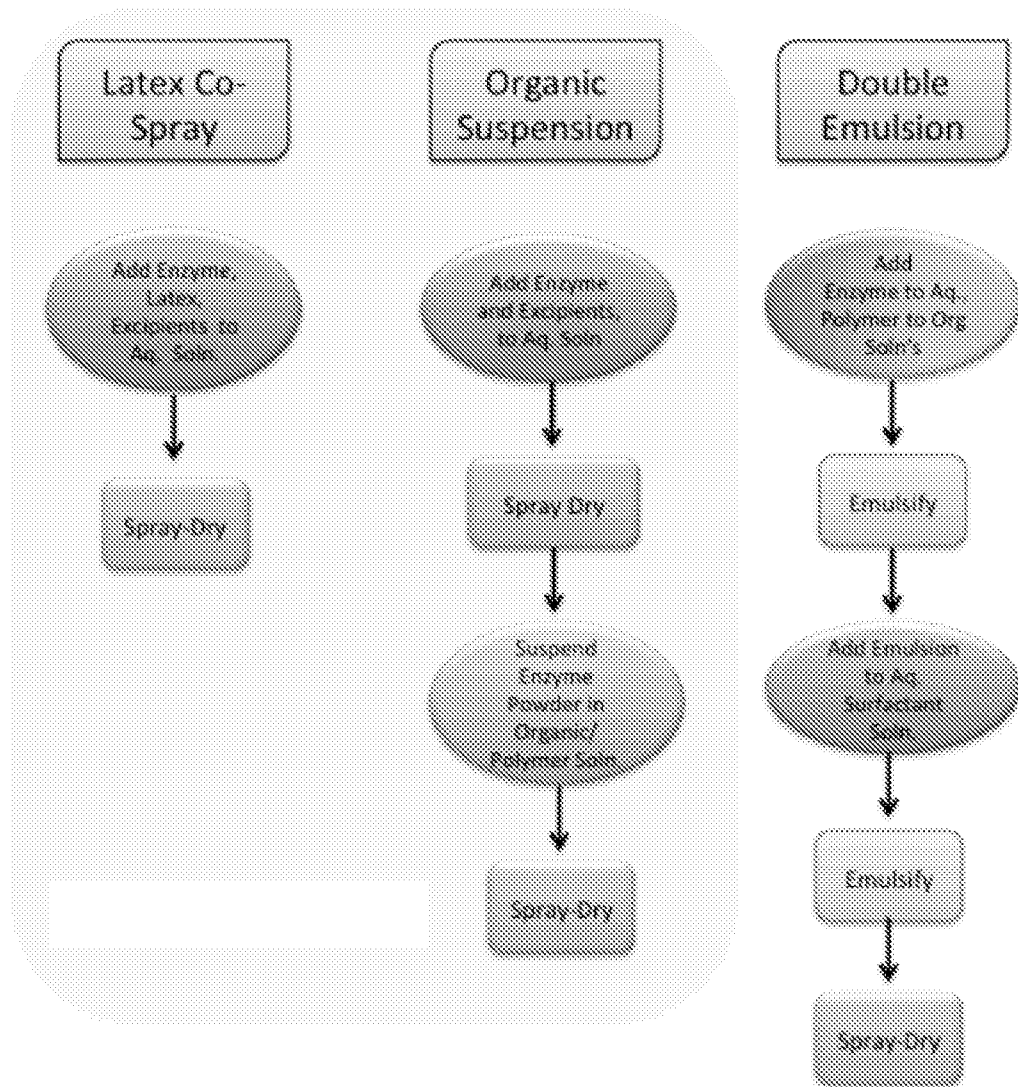 Latex Co-
Spray
Add Enzyme,
Latex,
Excipients, to
Aq. Soln.
Spray-Dry
Organic
Suspension
Add Enzyme
and Excipients,
to Aq. Soln
Spray Dry
Suspend
Enzyme
Powder in
Organic/
Polymer Soln.
Spray-Dry
Double
Emulsion
Add
Enzyme to Aq.,
Polymer to Org
Soln's
Emulsify
Add Emulsion
to Aq.
Surfactant
Soln.
Emulsify
Spray-Dry